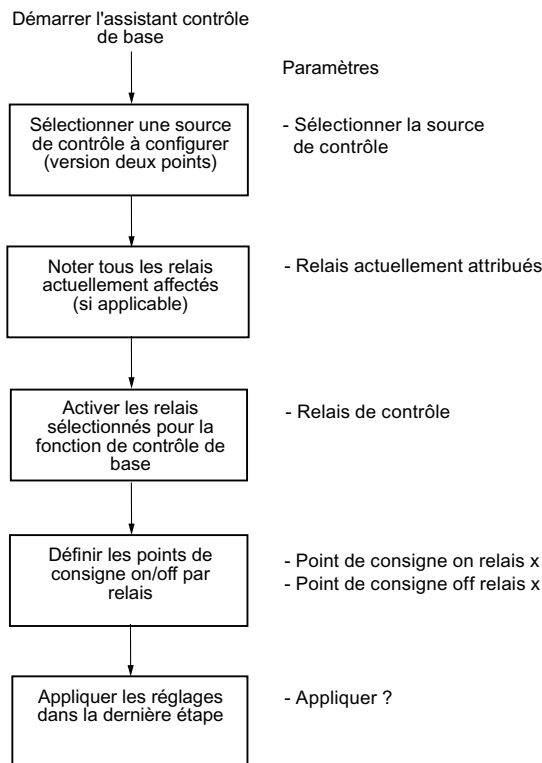 Démarrer l'assistant contrôle
de base
Paramètres
Sélectionner une source
de contrôle à configurer
(version deux points)
- Sélectionner la source
de contrôle
Noter tous les relais
actuellement affectés
(si applicable)
- Relais actuellement attribués
Activer les relais
sélectionnés pour la
fonction de contrôle de
base
- Relais de contrôle
Définir les points de
consigne on/off par
relais
- Point de consigne on relais x
- Point de consigne off relais x
Appliquer les réglages
dans la dernière étape
- Appliquer ?